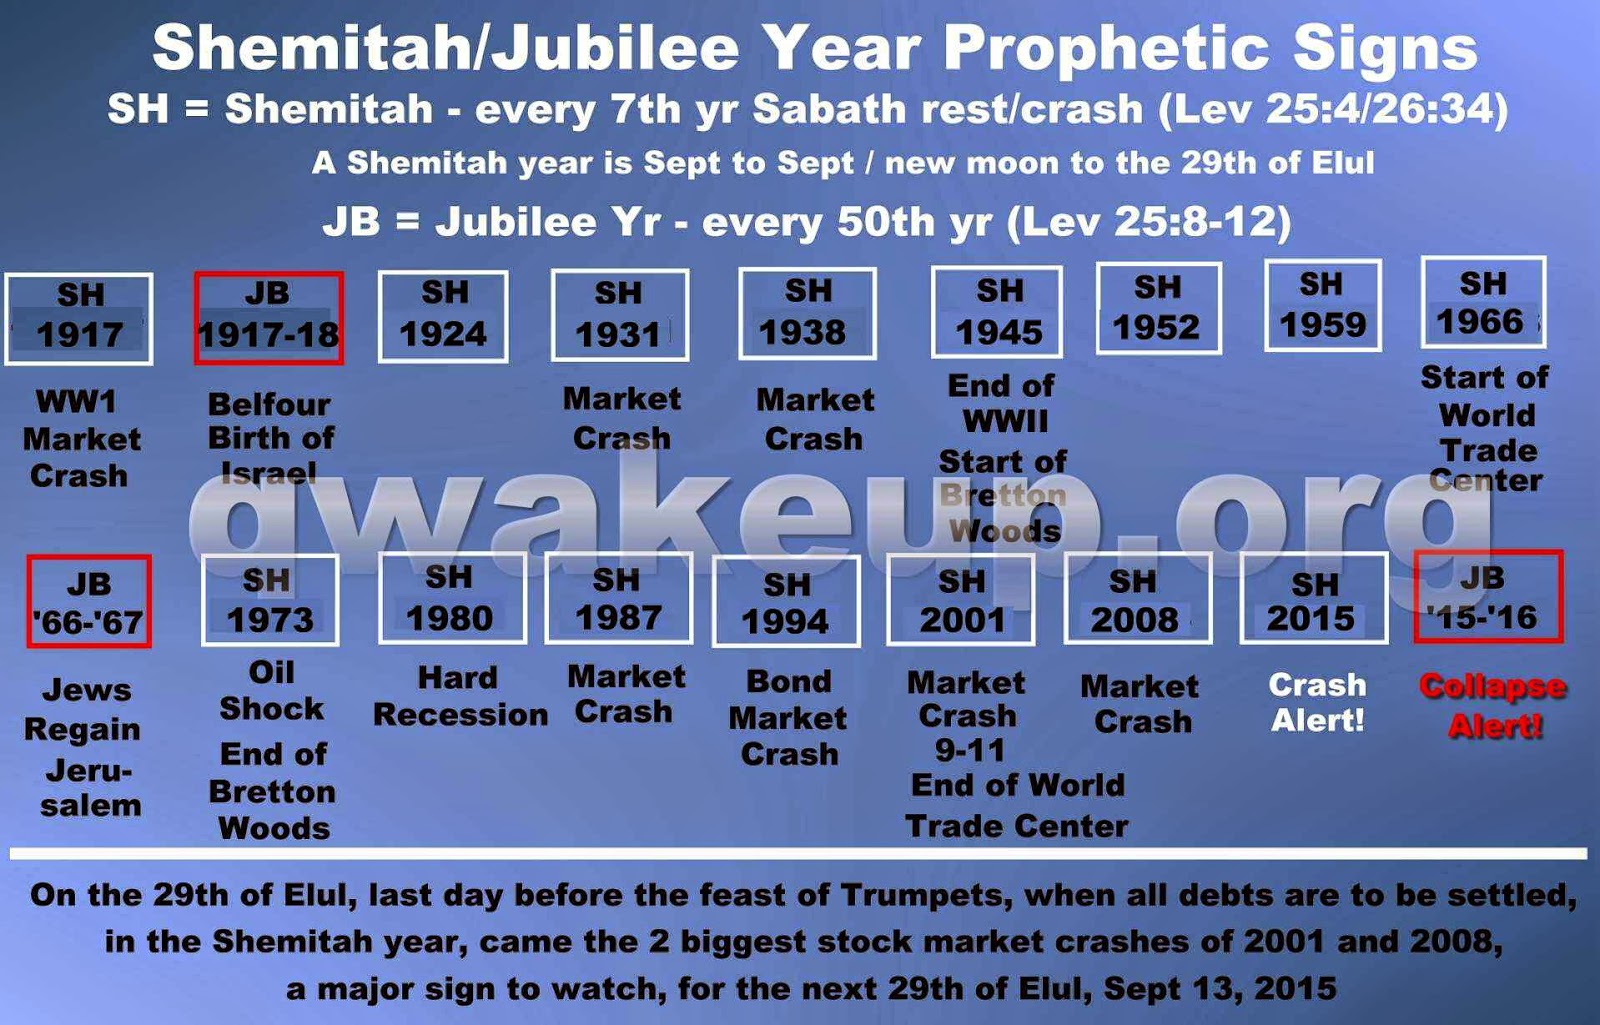 Shemitah/Jubilee Year Prophetic Signs
SH = Shemitah - every 7th yr Sabath rest/crash (Lev 25:4/26:34)
A Shemitah year is Sept to Sept / new moon to the 29th of Elul
JB = Jubilee Yr - every 50th yr (Lev 25:8-12)
SH
1917
WW1
Market
Crash
JB
1917-18
Belfour
Birth of
Israel
SH
1924
SH
1931
Market
Crash
SH
1938
Market
Crash
SH
1945
End of
WWII
Start of
Bretton
Woods
SH
1952
SH
1959
SH
1966
Start of
World
Trade
Center
qwakeup.org
JB
'66-'67
Jews
Regain
Jeru-
salem
SH
1973
Oil
Shock
End of
Bretton
Woods
SH
1980
Hard
Recession
SH
1987
Market
Crash
SH
1994
Bond
Market
Crash
SH
2001
Market
Crash
9-11
End of World
Trade Center
SH
2008
Market
Crash
SH
2015
Crash
Alert!
JB
'15-'16
Collapse
Alert!
On the 29th of Elul, last day before the feast of Trumpets, when all debts are to be settled,
in the Shemitah year, came the 2 biggest stock market crashes of 2001 and 2008,
a major sign to watch, for the next 29th of Elul, Sept 13, 2015